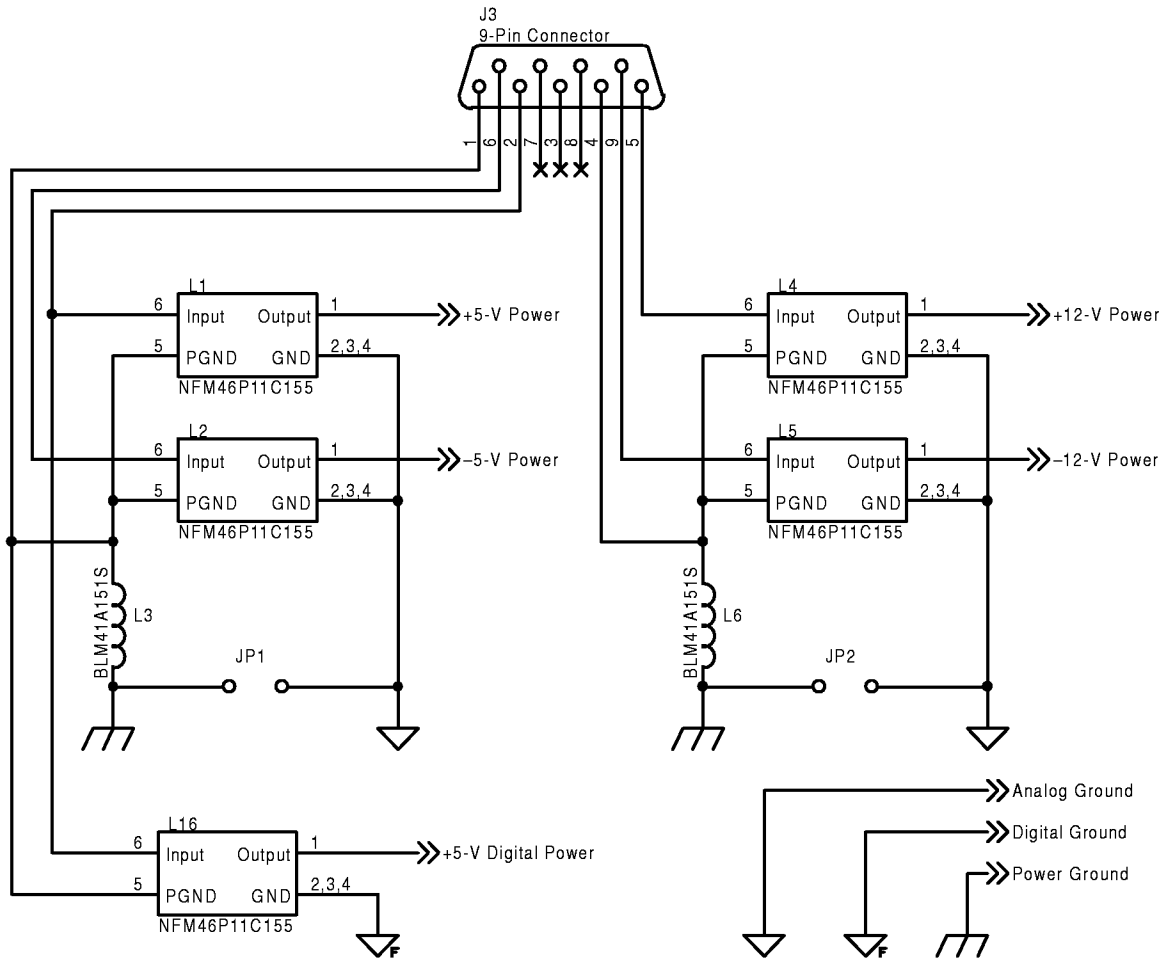 J3
9-Pin Connector
1 6 2 7 3 8 4 9 5
L1
6 Input Output 1 +5-V Power
5 PGND GND 2,3,4
NFM46P11C155
L4
6 Input Output 1 +12-V Power
5 PGND GND 2,3,4
NFM46P11C155
L2
6 Input Output 1 –5-V Power
5 PGND GND 2,3,4
NFM46P11C155
L5
6 Input Output 1 –12-V Power
5 PGND GND 2,3,4
NFM46P11C155
BLM41A151S
L3
JP1
BLM41A151S
L6
JP2
L16
6 Input Output 1 +5-V Digital Power
5 PGND GND 2,3,4
NFM46P11C155
F
Analog Ground
Digital Ground
Power Ground
F